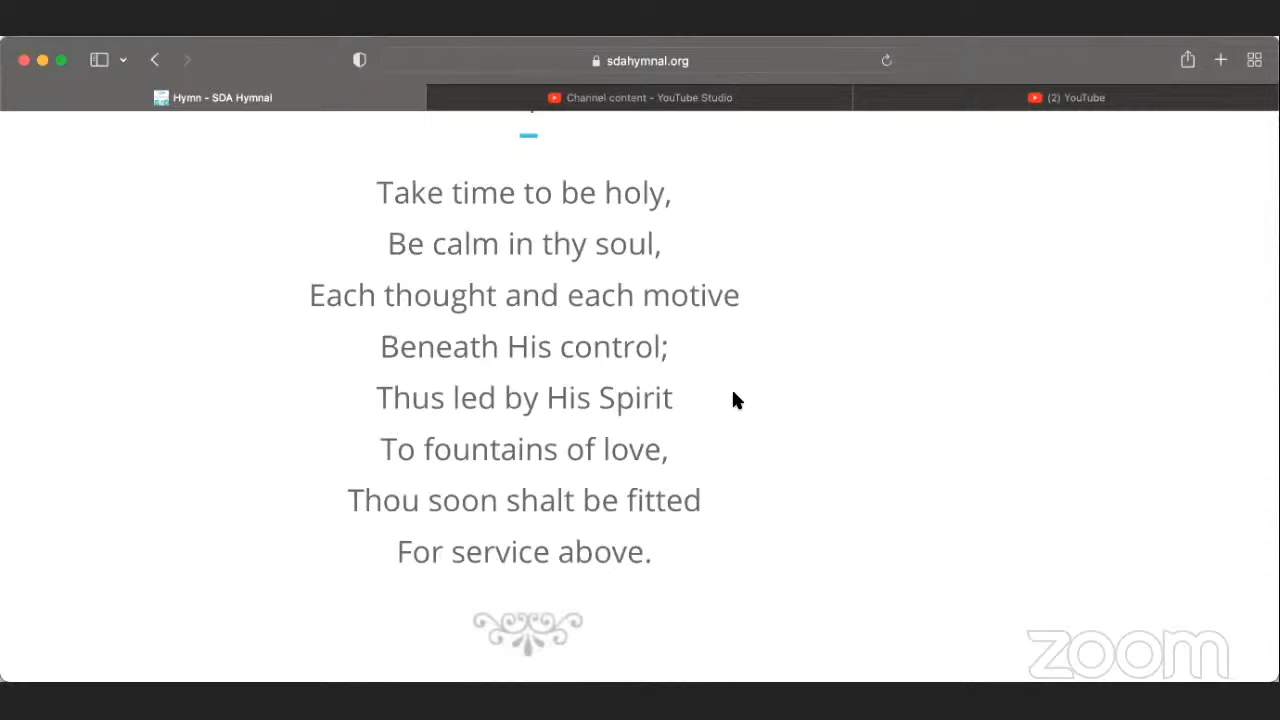 sdahymnal.org
Hymn - SDA Hymnal
Channel content - YouTube Studio
(2) YouTube
Take time to be holy,
Be calm in thy soul,
Each thought and each motive
Beneath His control;
Thus led by His Spirit
To fountains of love,
Thou soon shalt be fitted
For service above.
zoom